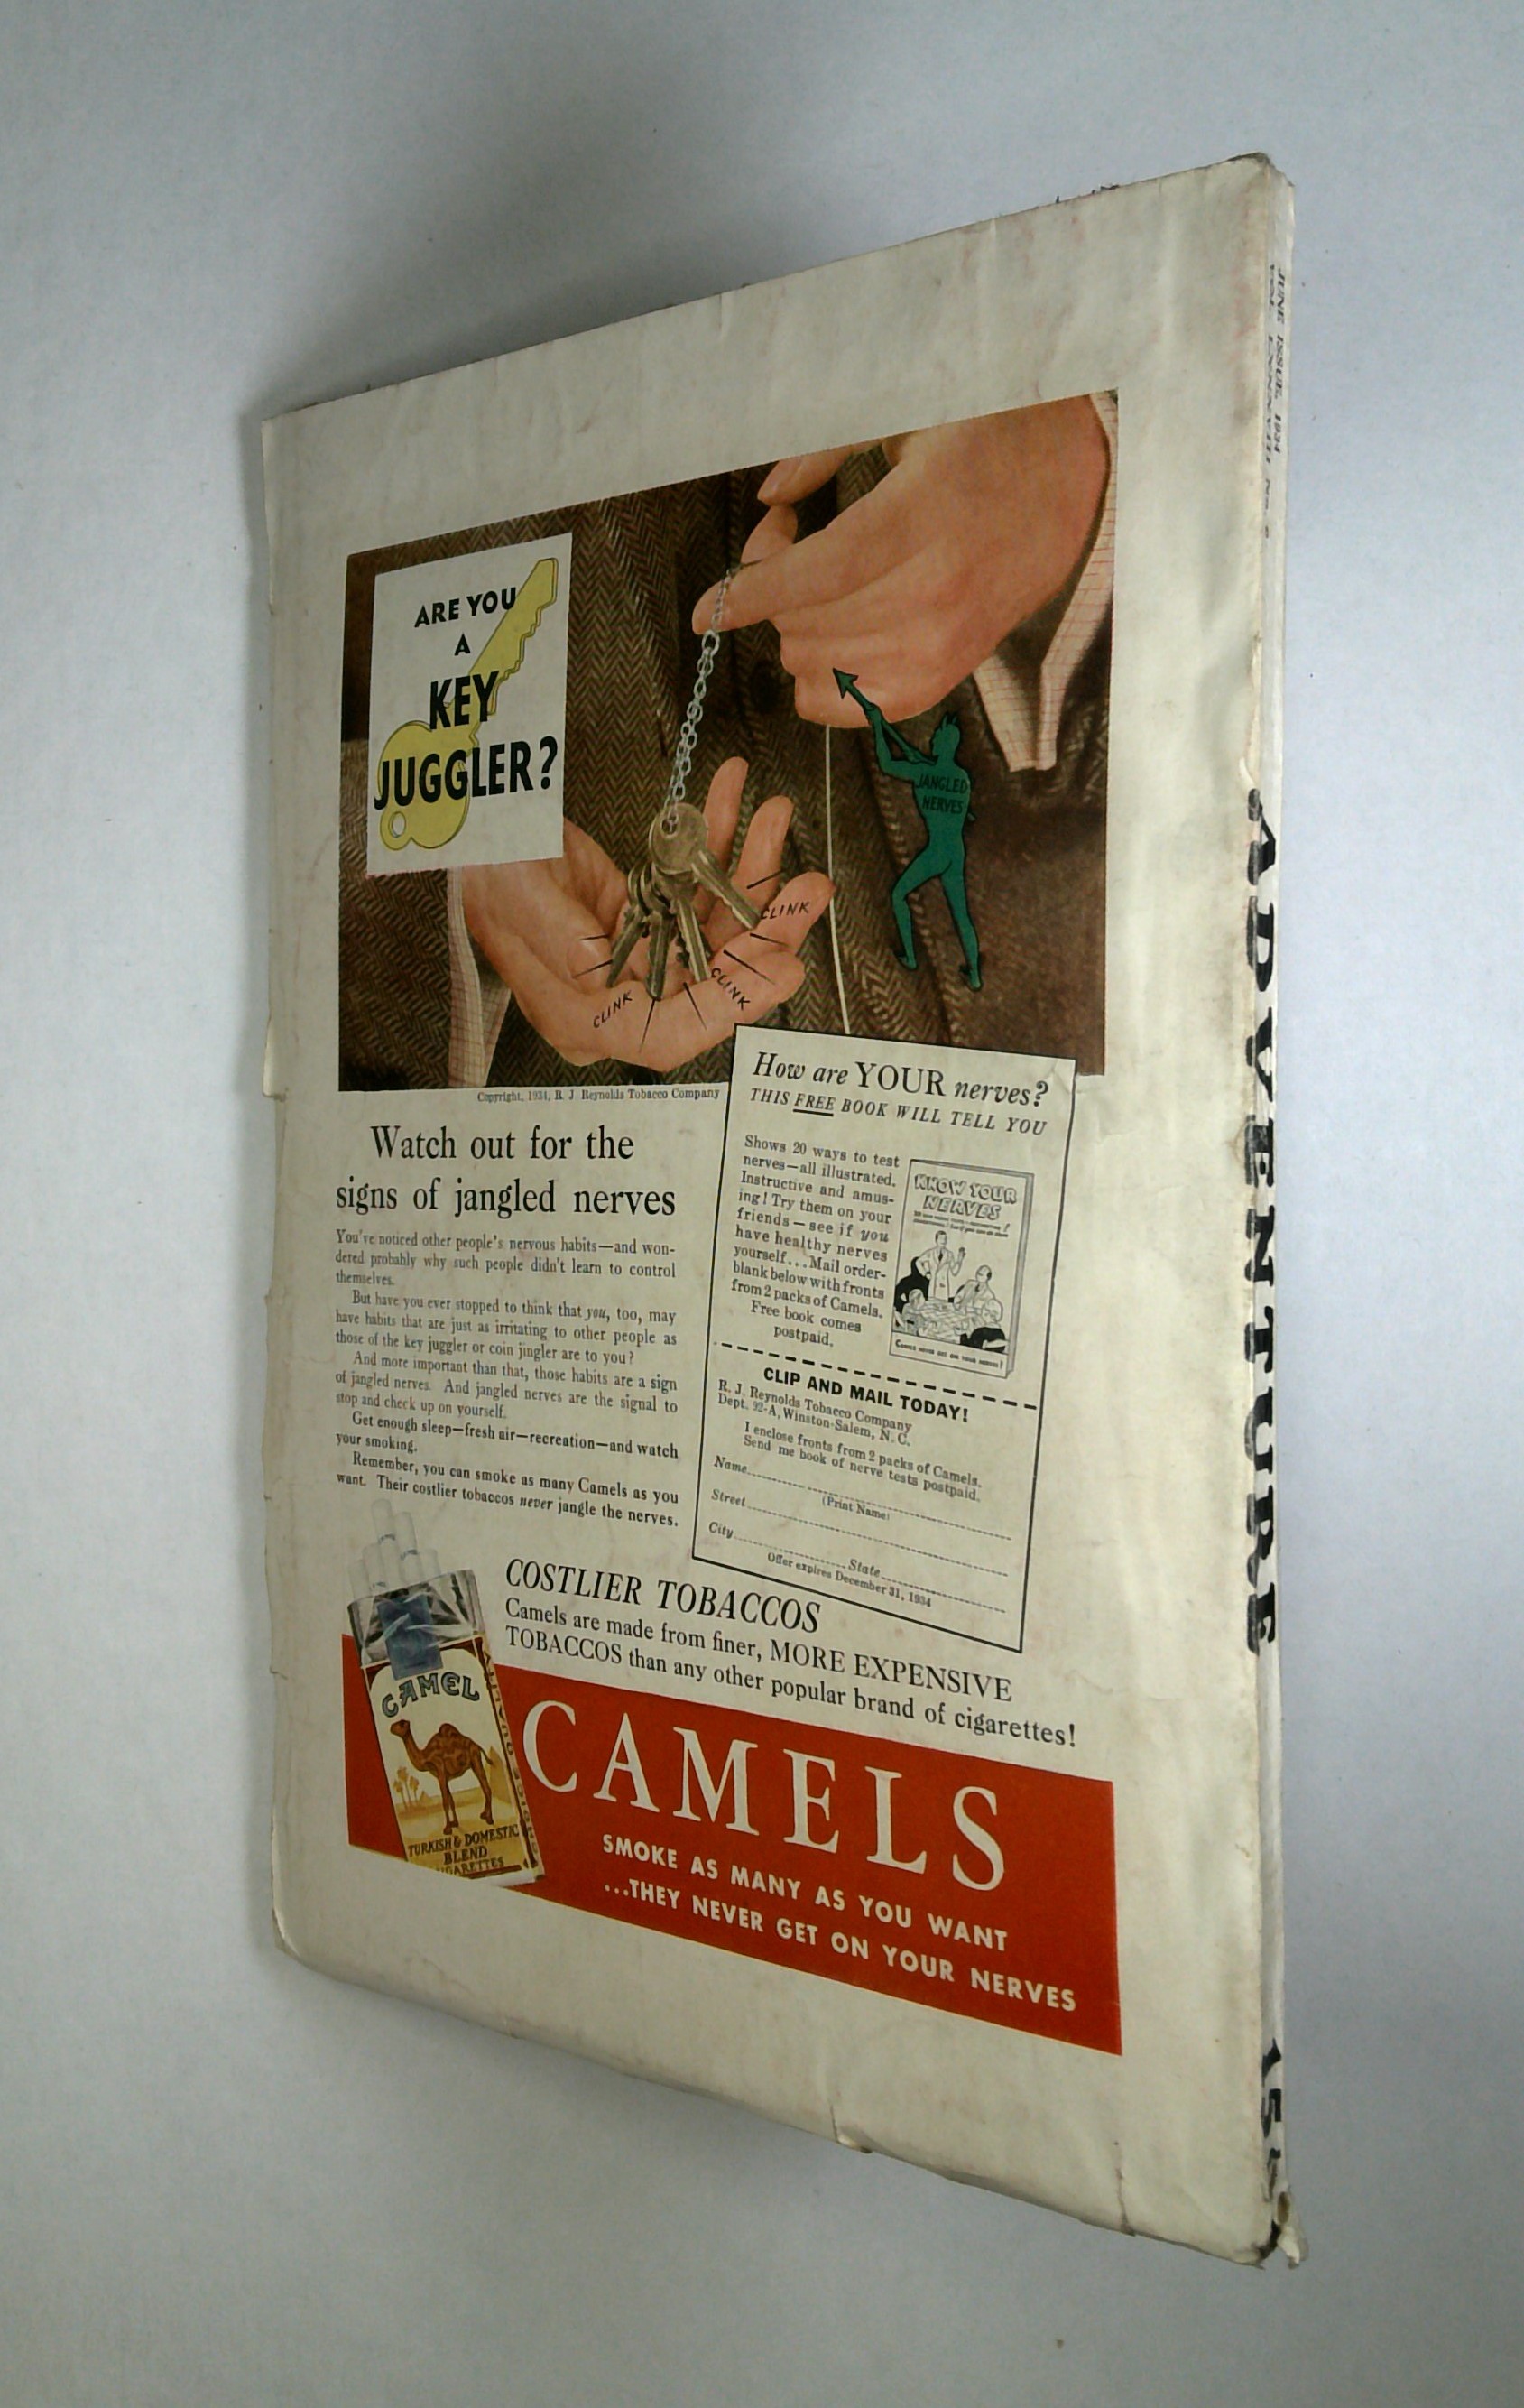 ARE YOU
A
KEY
JUGGLER?
JANGLED
NERVES
CLINK
CLINK
CLINK
Copyright, 1934, R. J. Reynolds Tobacco Company
Watch out for the
signs of jangled nerves
You've noticed other people's nervous habits—and won-
dered probably why such people didn't learn to control
themselves.
But have you ever stopped to think that you, too, may
have habits that are just as irritating to other people as
those of the key juggler or coin jingler are to you?
And more important than that, those habits are a sign
of jangled nerves. And jangled nerves are the signal to
stop and check up on yourself.
Get enough sleep—fresh air—recreation—and watch
your smoking.
Remember, you can smoke as many Camels as you
want. Their costlier tobaccos never jangle the nerves.
How are YOUR nerves?
THIS FREE BOOK WILL TELL YOU
Shows 20 ways to test
nerves—all illustrated.
Instructive and amus-
ing! Try them on your
friends—see if you
have healthy nerves
yourself... Mail order-
blank below with fronts
from 2 packs of Camels.
Free book comes
postpaid.
KNOW YOUR
NERVES
CAMELS NEVER GET ON YOUR NERVES!
CLIP AND MAIL TODAY!
R. J. Reynolds Tobacco Company
Dept. 92-A, Winston-Salem, N. C.
I enclose fronts from 2 packs of Camels.
Send me book of nerve tests postpaid.
Name
(Print Name)
Street
City State
Offer expires December 31, 1934
COSTLIER TOBACCOS
Camels are made from finer, MORE EXPENSIVE
TOBACCOS than any other popular brand of cigarettes!
CAMEL
TURKISH & DOMESTIC
BLEND
CIGARETTES
CHOICE QUALITY
CAMELS
SMOKE AS MANY AS YOU WANT
...THEY NEVER GET ON YOUR NERVES
JUNE ISSUE, 1934
ADVENTURE